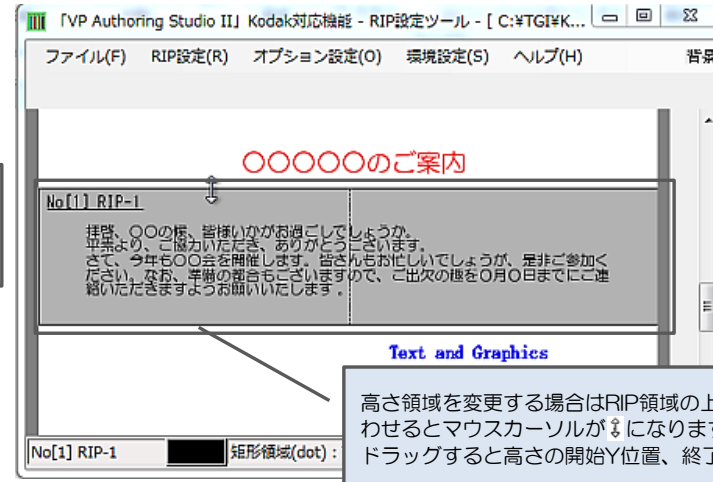 「VP Authoring Studio II」 Kodak対応機能 - RIP設定ツール - [ C:¥TGI¥K...
ファイル(F) RIP設定(R) オプション設定(O) 環境設定(S) ヘルプ(H) 背景
〇〇〇〇〇のご案内
No[1] RIP-1
拝啓、〇〇の候、皆様いかがお過ごしでしょうか。
平素より、ご協力いただき、ありがとうございます。
さて、今年も〇〇会を開催します。皆さんもお忙しいでしょうが、是非ご参加く
ださい。なお、準備の都合もございますので、ご出欠の趣を〇月〇日までにご連
絡いただきますようお願いいたします．
Text and Graphics
高さ領域を変更する場合はRIP領域の上
わせるとマウスカーソルが⇕になります
ドラッグすると高さの開始Y位置、終了
No[1] RIP-1 矩形領域(dot) :